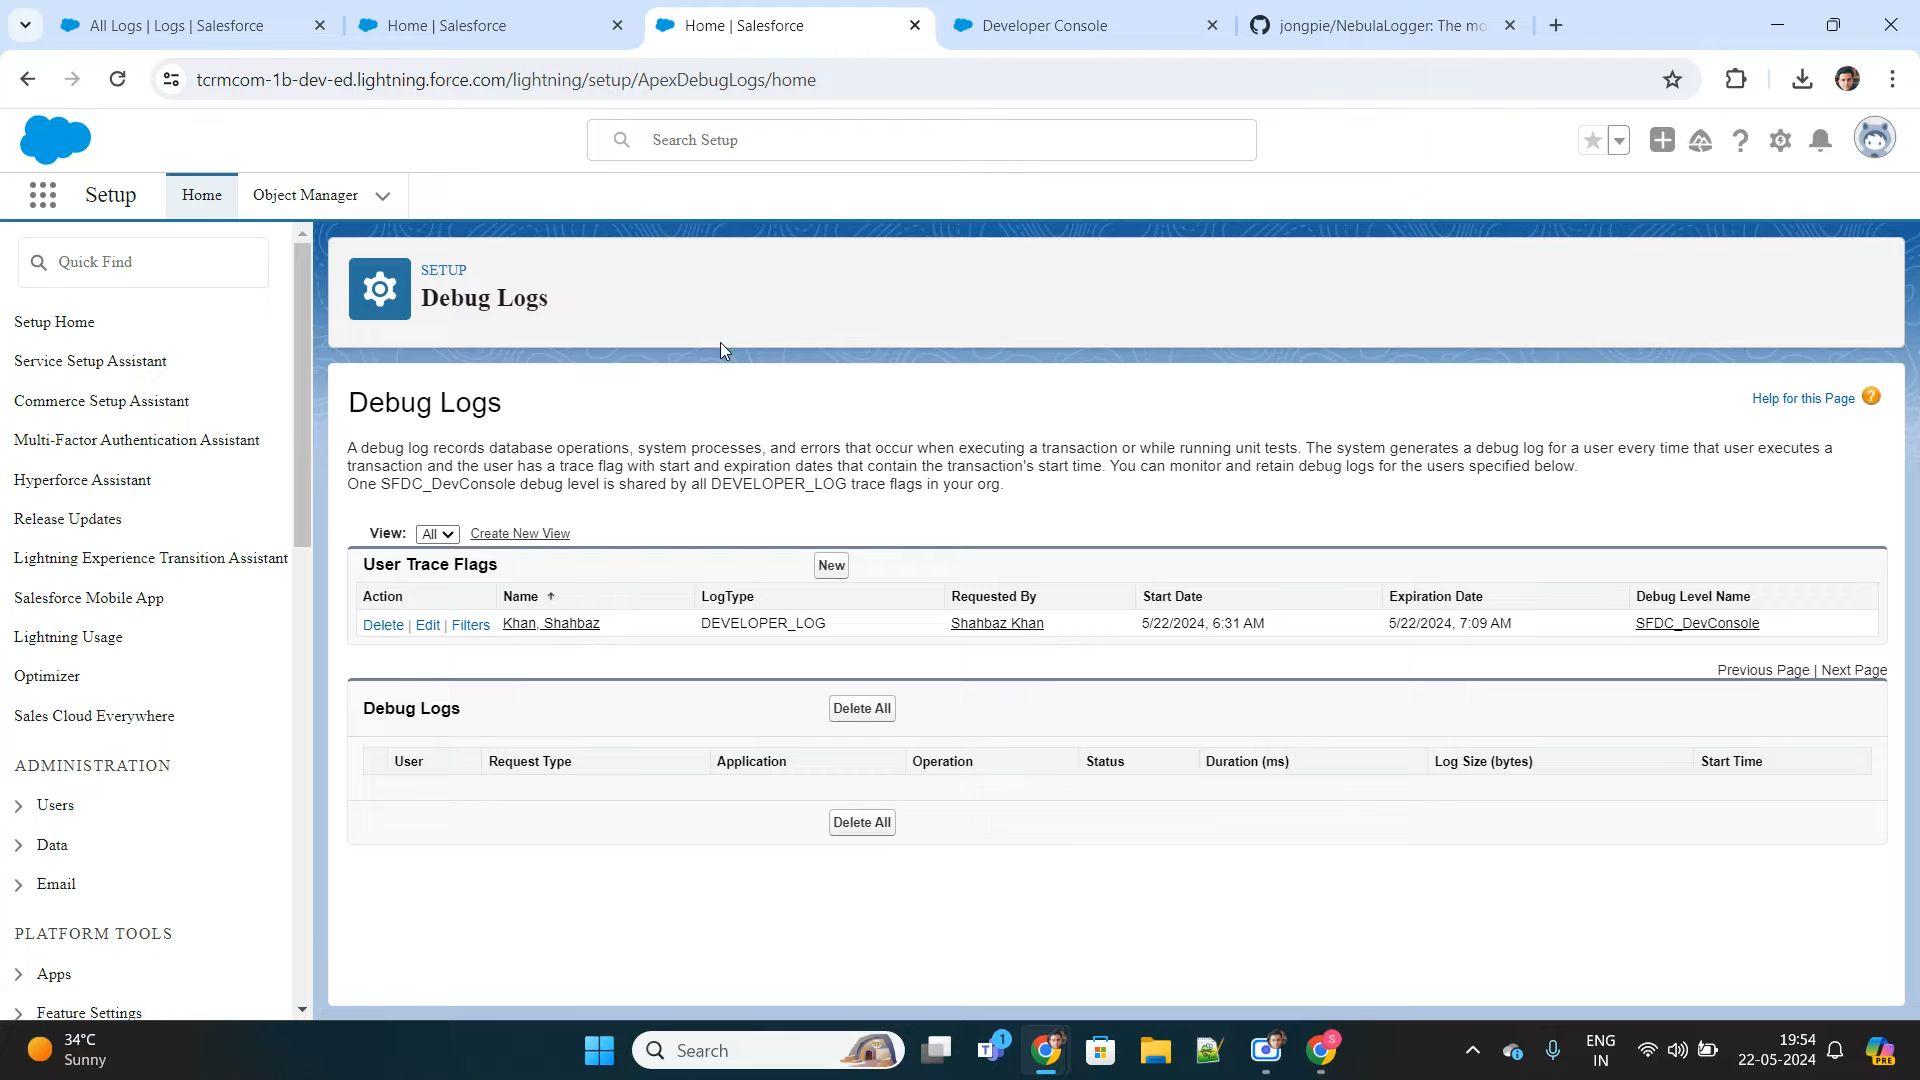 All Logs | Logs | Salesforce
Home | Salesforce
Home | Salesforce
Developer Console
jongpie/NebulaLogger: The mo
tcrmcom-1b-dev-ed.lightning.force.com/lightning/setup/ApexDebugLogs/home
Search Setup
Setup
Home
Object Manager
Quick Find
Setup Home
Service Setup Assistant
Commerce Setup Assistant
Multi-Factor Authentication Assistant
Hyperforce Assistant
Release Updates
Lightning Experience Transition Assistant
Salesforce Mobile App
Lightning Usage
Optimizer
Sales Cloud Everywhere
ADMINISTRATION
Users
Data
Email
PLATFORM TOOLS
Apps
Feature Settings
SETUP
Debug Logs
Debug Logs
Help for this Page ?
A debug log records database operations, system processes, and errors that occur when executing a transaction or while running unit tests. The system generates a debug log for a user every time that user executes a
transaction and the user has a trace flag with start and expiration dates that contain the transaction's start time. You can monitor and retain debug logs for the users specified below.
One SFDC_DevConsole debug level is shared by all DEVELOPER_LOG trace flags in your org.
View: All Create New View
User Trace Flags New
Action Name LogType Requested By Start Date Expiration Date Debug Level Name
Delete | Edit | Filters Khan, Shahbaz DEVELOPER_LOG Shahbaz Khan 5/22/2024, 6:31 AM 5/22/2024, 7:09 AM SFDC_DevConsole
Previous Page | Next Page
Debug Logs Delete All
User Request Type Application Operation Status Duration (ms) Log Size (bytes) Start Time
Delete All
34°C
Sunny
Search
1
S
ENG
IN
19:54
22-05-2024
PRE